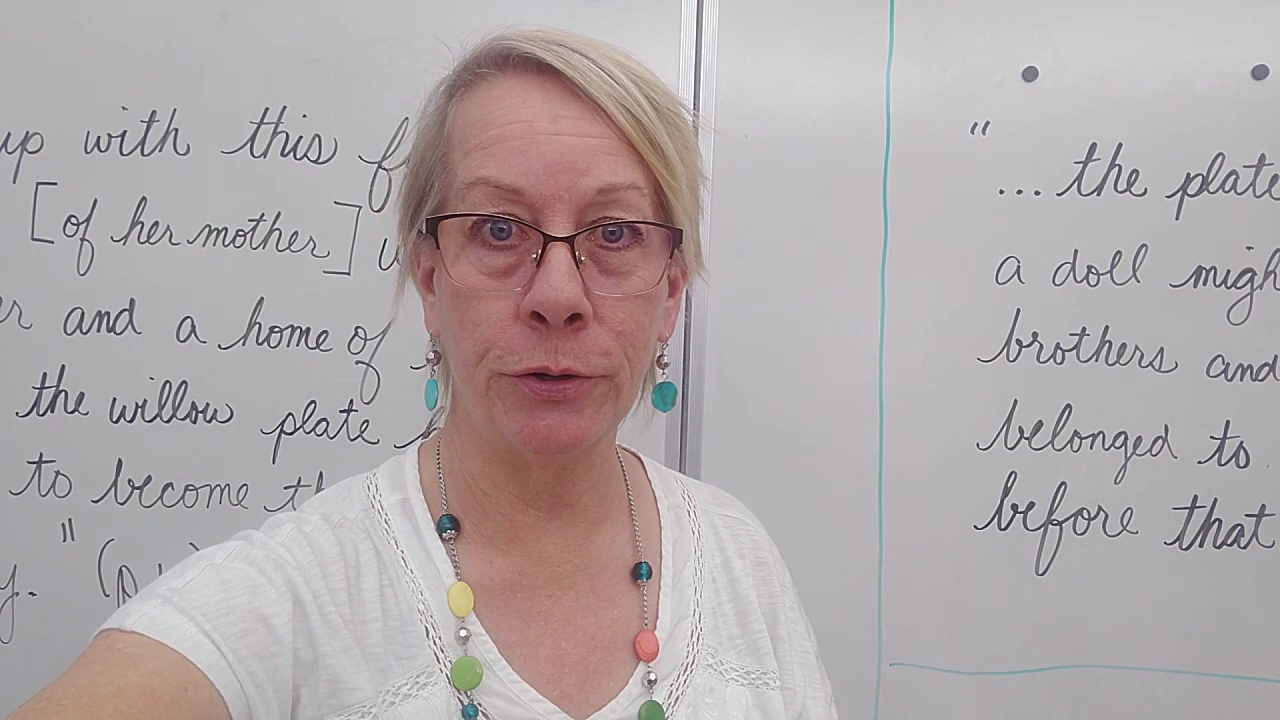 up with this
[of her mother]
and a home of
the willow plate
to become
" (p.
y.
"
... the plate
a doll migh
brothers and
belonged to
before that